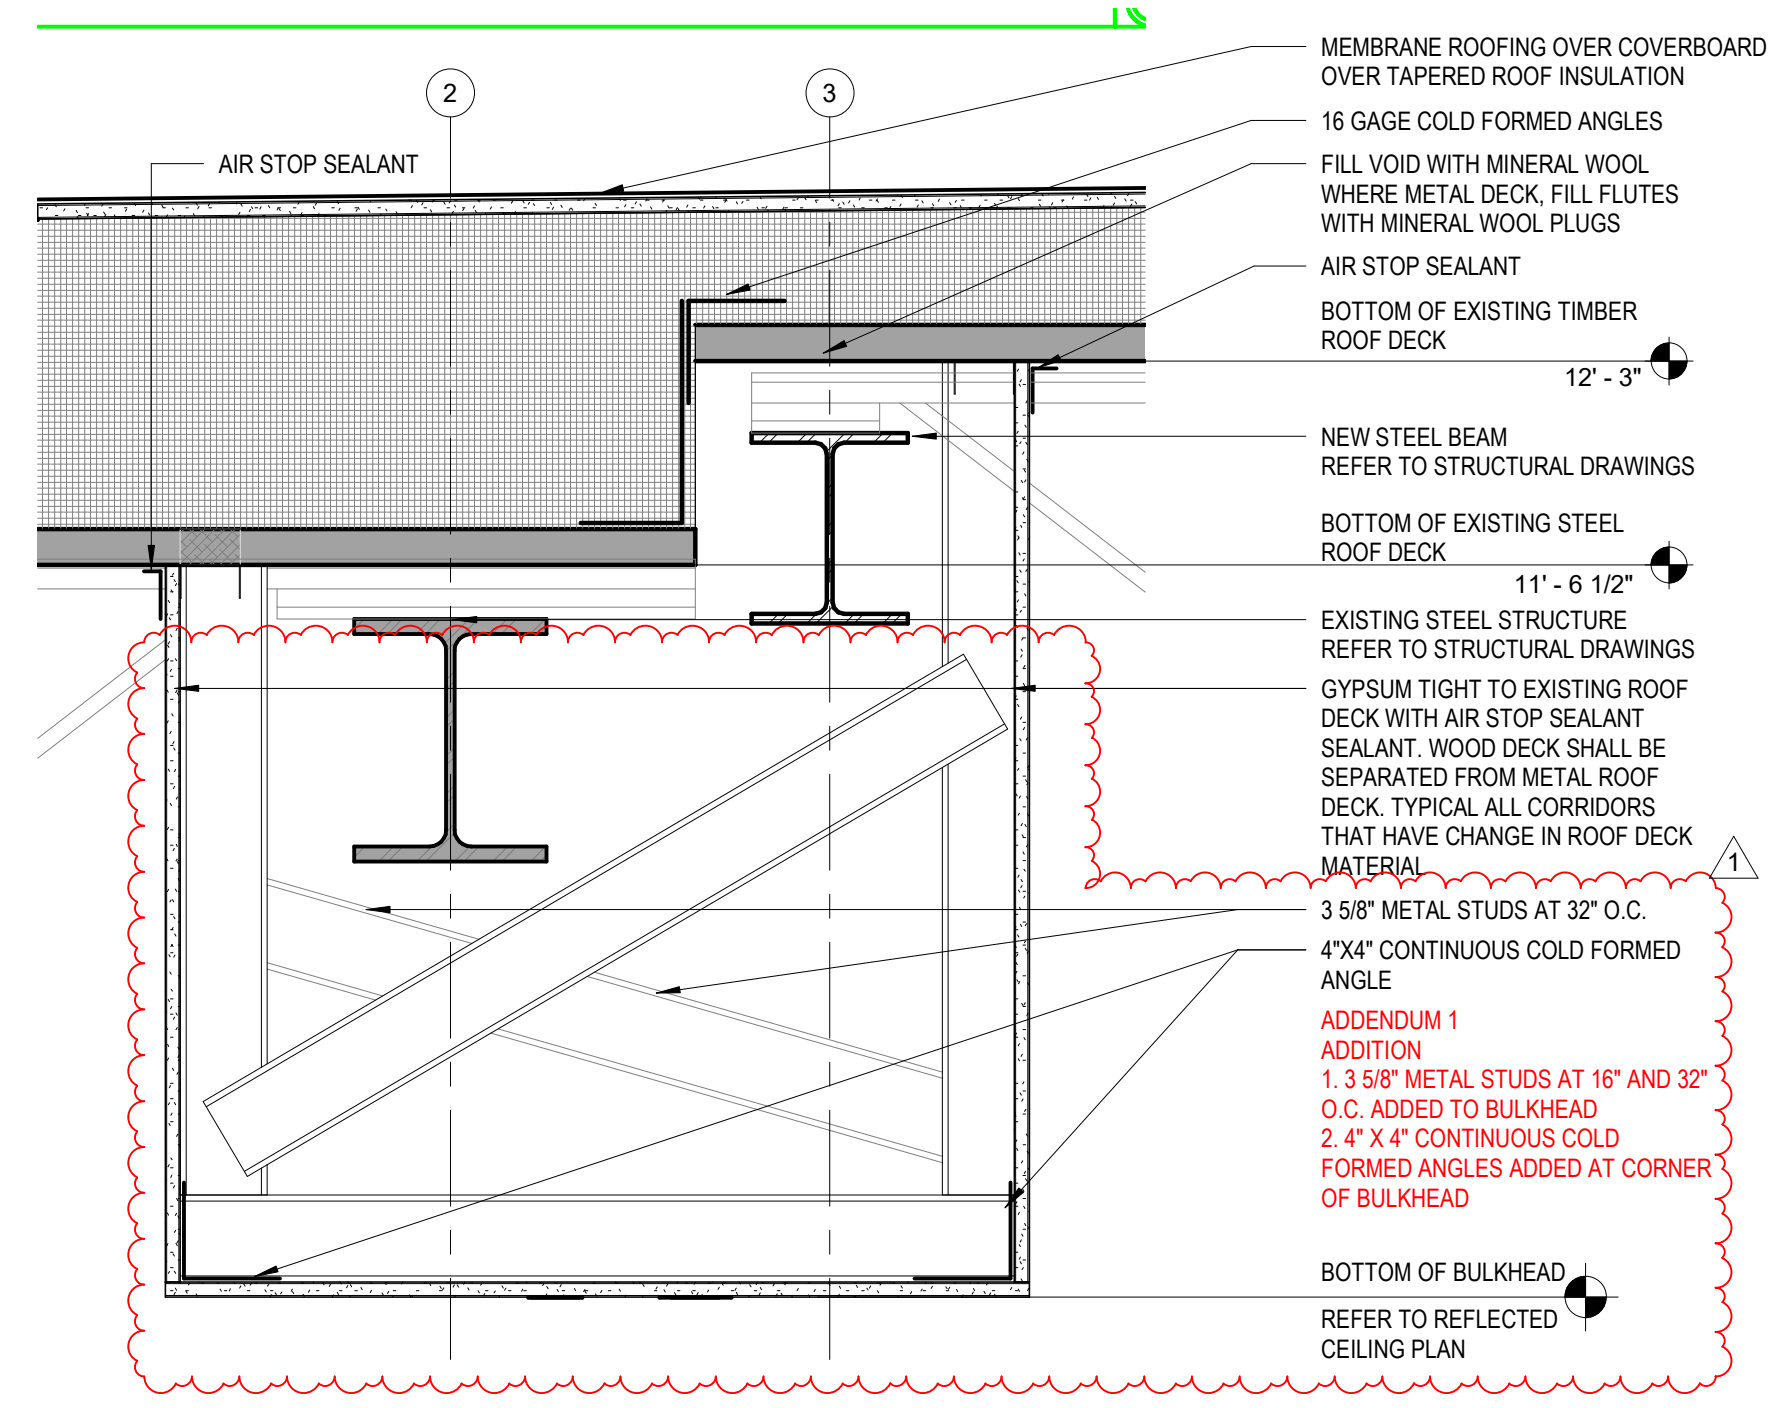 MEMBRANE ROOFING OVER COVERBOARD
OVER TAPERED ROOF INSULATION
2
3
16 GAGE COLD FORMED ANGLES
AIR STOP SEALANT
FILL VOID WITH MINERAL WOOL
WHERE METAL DECK, FILL FLUTES
WITH MINERAL WOOL PLUGS
AIR STOP SEALANT
BOTTOM OF EXISTING TIMBER
ROOF DECK
12' - 3"
NEW STEEL BEAM
REFER TO STRUCTURAL DRAWINGS
BOTTOM OF EXISTING STEEL
ROOF DECK
11' - 6 1/2"
EXISTING STEEL STRUCTURE
REFER TO STRUCTURAL DRAWINGS
GYPSUM TIGHT TO EXISTING ROOF
DECK WITH AIR STOP SEALANT
SEALANT. WOOD DECK SHALL BE
SEPARATED FROM METAL ROOF
DECK. TYPICAL ALL CORRIDORS
THAT HAVE CHANGE IN ROOF DECK
MATERIAL
1
3 5/8" METAL STUDS AT 32" O.C.
4"X4" CONTINUOUS COLD FORMED
ANGLE
ADDENDUM 1
ADDITION
1. 3 5/8" METAL STUDS AT 16" AND 32"
O.C. ADDED TO BULKHEAD
2. 4" X 4" CONTINUOUS COLD
FORMED ANGLES ADDED AT CORNER
OF BULKHEAD
BOTTOM OF BULKHEAD
REFER TO REFLECTED
CEILING PLAN